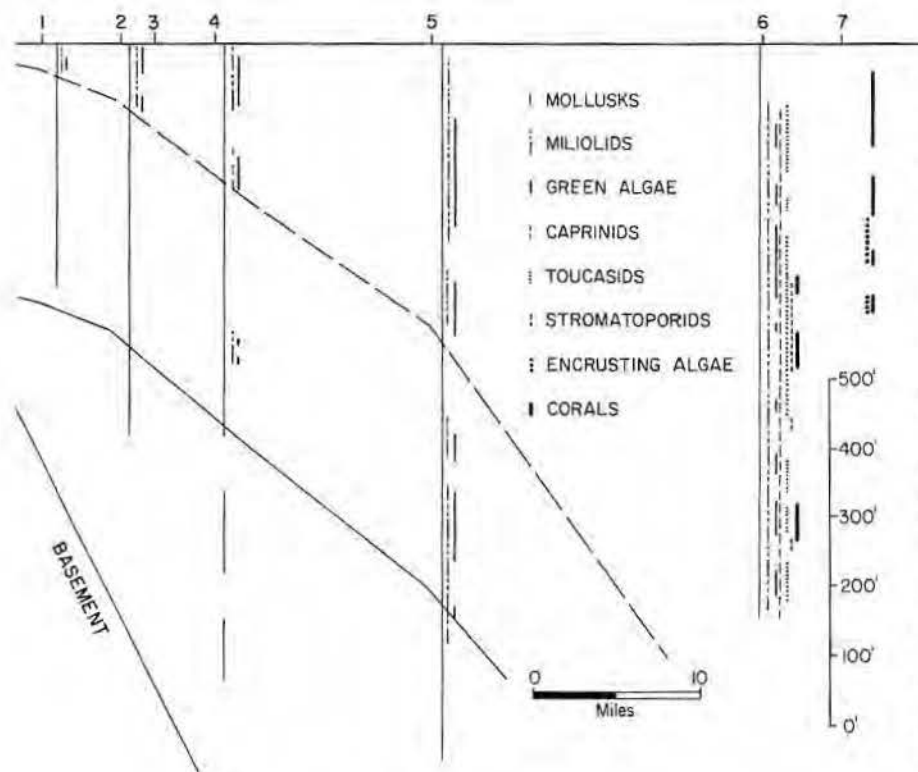 1 2 3 4 5 6 7
MOLLUSKS
MILIOLIDS
GREEN ALGAE
CAPRINIDS
TOUCASIDS
STROMATOPORIDS
ENCRUSTING ALGAE
CORALS
500'
400'
300'
200'
100'
0'
BASEMENT
0 10
Miles